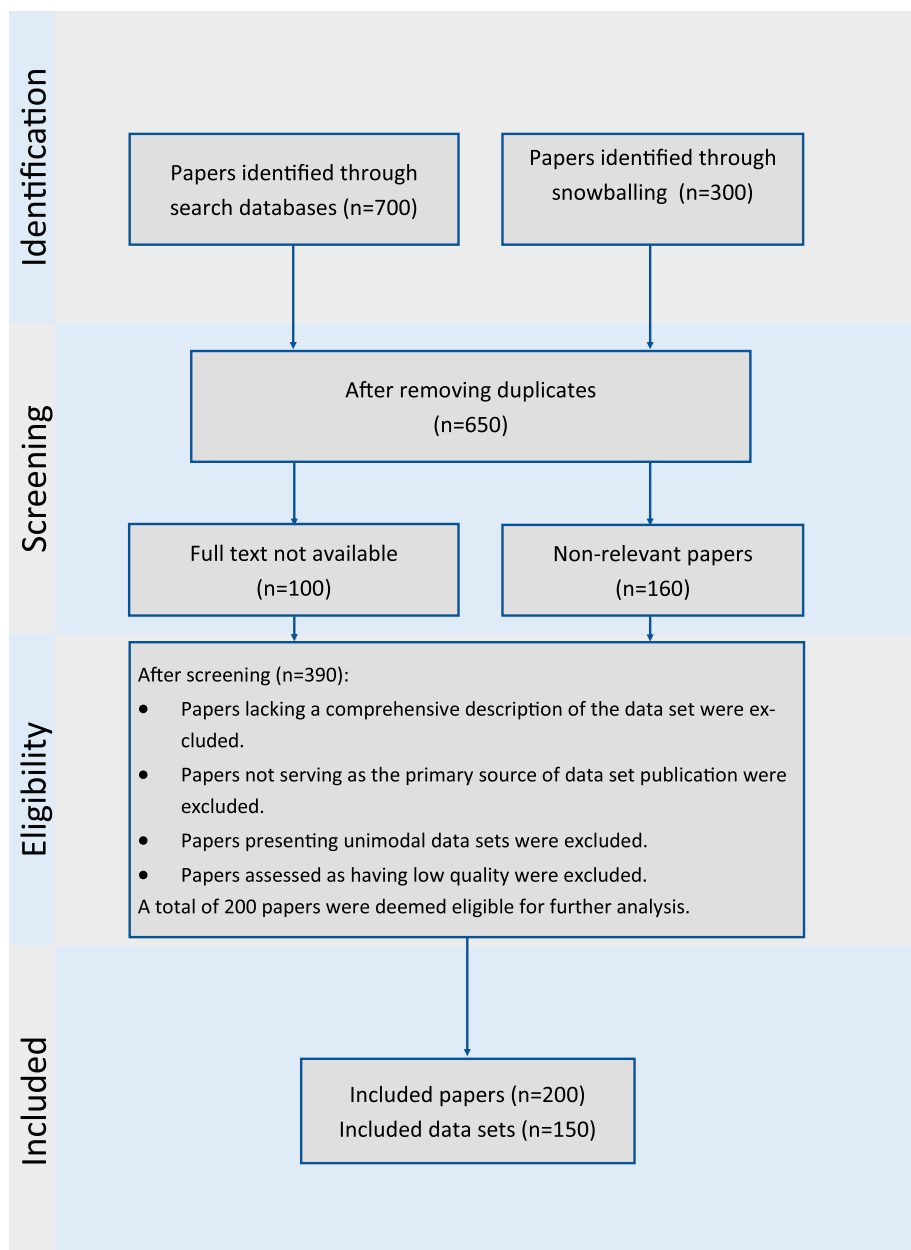 Identification
Papers identified through
search databases (n=700)
Papers identified through
snowballing (n=300)
Screening
After removing duplicates
(n=650)
Full text not available
(n=100)
Non-relevant papers
(n=160)
Eligibility
After screening (n=390):
● Papers lacking a comprehensive description of the data set were ex-
cluded.
● Papers not serving as the primary source of data set publication were
excluded.
● Papers presenting unimodal data sets were excluded.
● Papers assessed as having low quality were excluded.
A total of 200 papers were deemed eligible for further analysis.
Included
Included papers (n=200)
Included data sets (n=150)